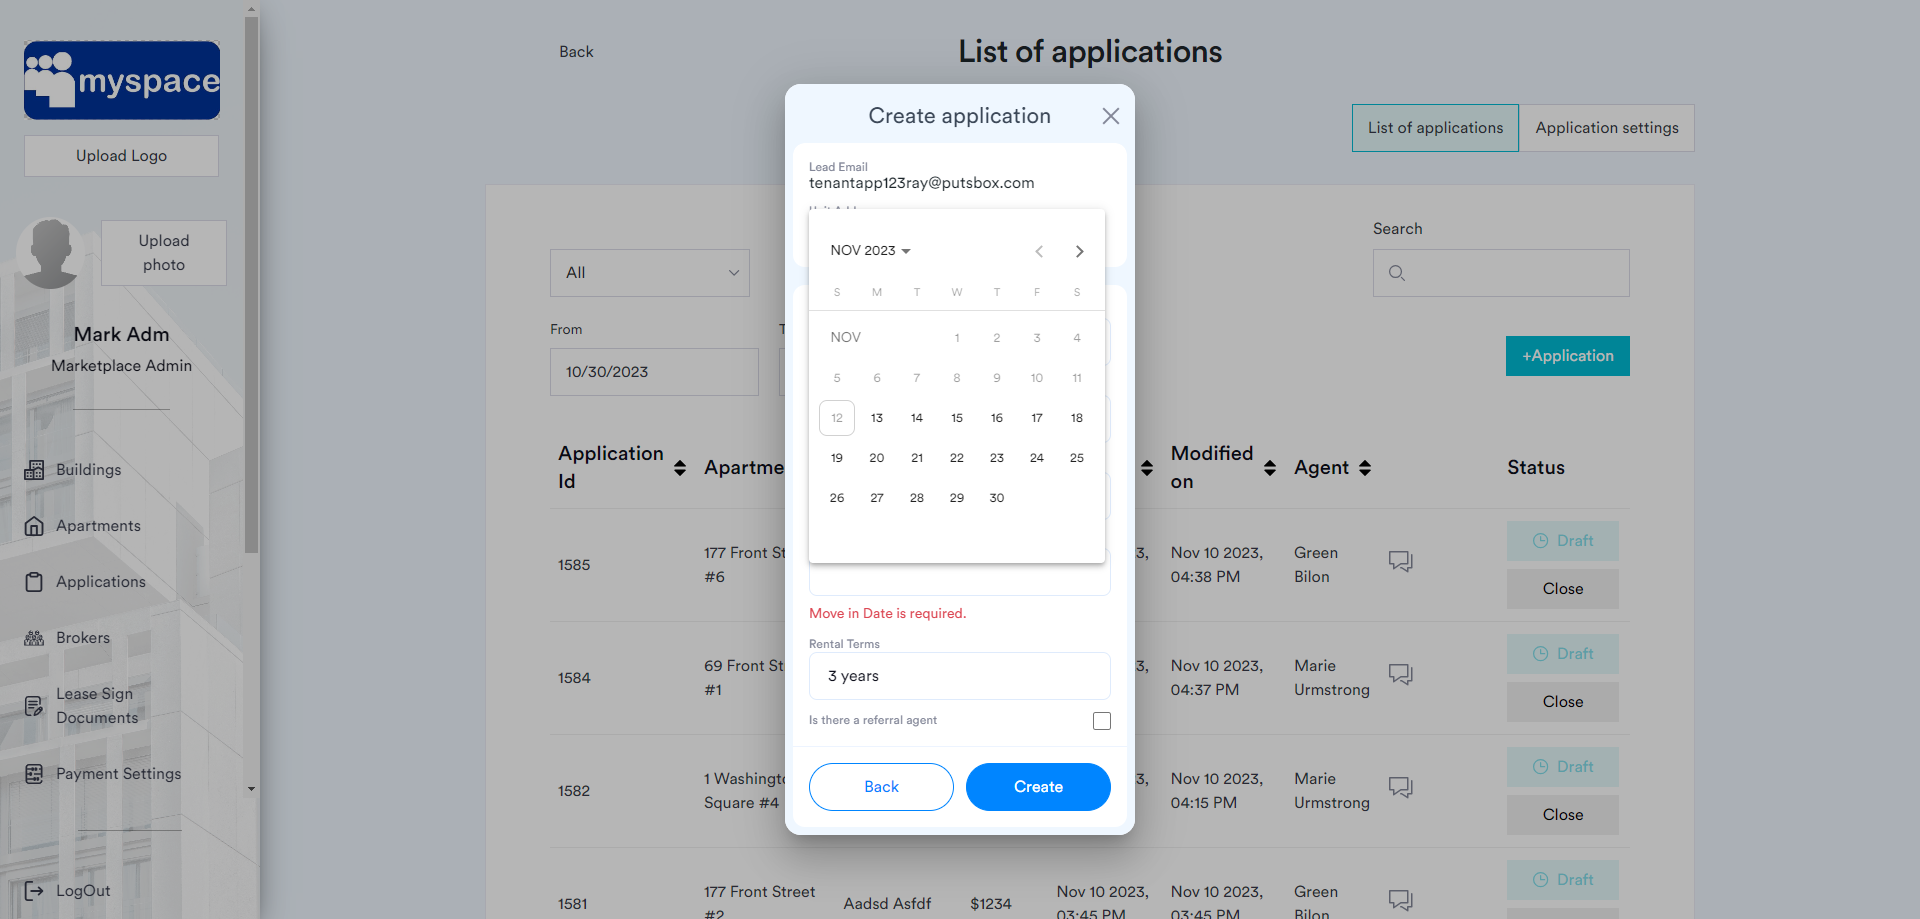 myspace
Upload Logo
Upload
photo
Mark Adm
Marketplace Admin
Buildings
Apartments
Applications
Brokers
Lease Sign
Documents
Payment Settings
LogOut
Back
List of applications
List of applications
Application settings
All
Search
From
T
10/30/2023
+Application
Application
Id
Apartme
Modified
on
Agent
Status
1585
177 Front St
#6
3,
Nov 10 2023,
04:38 PM
Green
Bilon
Draft
Close
1584
69 Front St
#1
3,
Nov 10 2023,
04:37 PM
Marie
Urmstrong
Draft
Close
1582
1 Washingt
Square #4
3,
Nov 10 2023,
04:15 PM
Marie
Urmstrong
Draft
Close
1581
177 Front Street
#2
Aadsd Asfdf
$1234
Nov 10 2023,
03:45 PM
Nov 10 2023,
03:45 PM
Green
Bilon
Draft
Create application
Lead Email
tenantapp123ray@putsbox.com
NOV 2023
S M T W T F S
NOV 1 2 3 4
5 6 7 8 9 10 11
12 13 14 15 16 17 18
19 20 21 22 23 24 25
26 27 28 29 30
Move in Date is required.
Rental Terms
3 years
Is there a referral agent
Back
Create